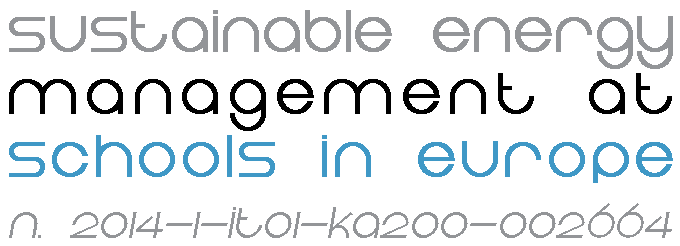 sustainable energy
management at
schools in europe
n. 2014-1-it01-ka200-002664